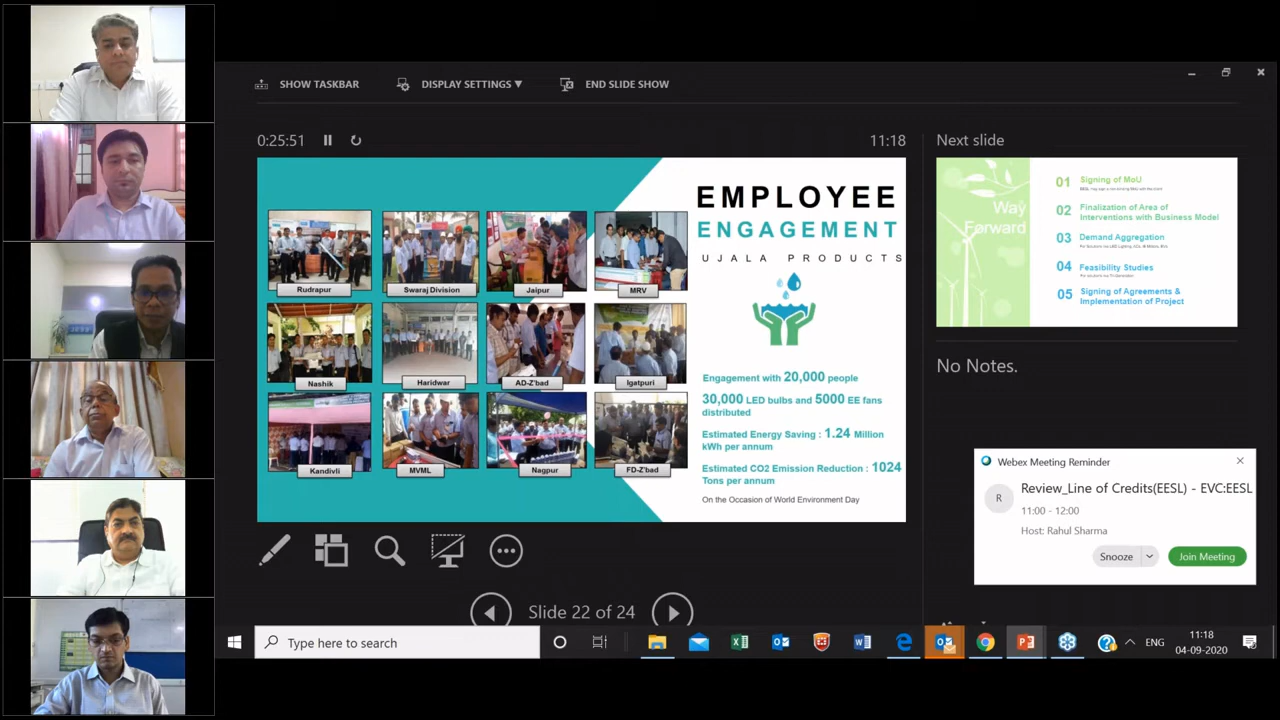 SHOW TASKBAR
DISPLAY SETTINGS ▼
END SLIDE SHOW
0:25:51
11:18
Next slide
EMPLOYEE
ENGAGEMENT
UJALA PRODUCTS
Rudrapur
Swaraj Division
Jaipur
MRV
Nashik
Haridwar
AD-Z'bad
Igatpuri
Kandivli
MVML
Nagpur
FD-Z'bad
Engagement with 20,000 people
30,000 LED bulbs and 5000 EE fans
distributed
Estimated Energy Saving : 1.24 Million
kWh per annum
Estimated CO2 Emission Reduction : 1024
Tons per annum
On the Occasion of World Environment Day
Way
Forward
01 Signing of MoU
02 Finalization of Area of
Interventions with Business Model
03 Demand Aggregation
04 Feasibility Studies
05 Signing of Agreements &
Implementation of Project
No Notes.
Webex Meeting Reminder
R
Review_Line of Credits(EESL) - EVC:EESL
11:00 - 12:00
Host: Rahul Sharma
Snooze
Join Meeting
Slide 22 of 24
Type here to search
ENG
11:18
04-09-2020